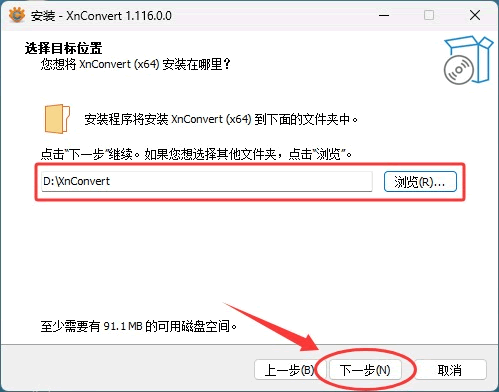 安装 - XnConvert 1.116.0.0
选择目标位置
您想将 XnConvert (x64) 安装在哪里？
安装程序将安装 XnConvert (x64) 到下面的文件夹中。
点击“下一步”继续。如果您想选择其他文件夹，点击“浏览”。
D:\XnConvert
浏览(R)...
至少需要有 91.1 MB 的可用磁盘空间。
上一步(B)
下一步(N)
取消